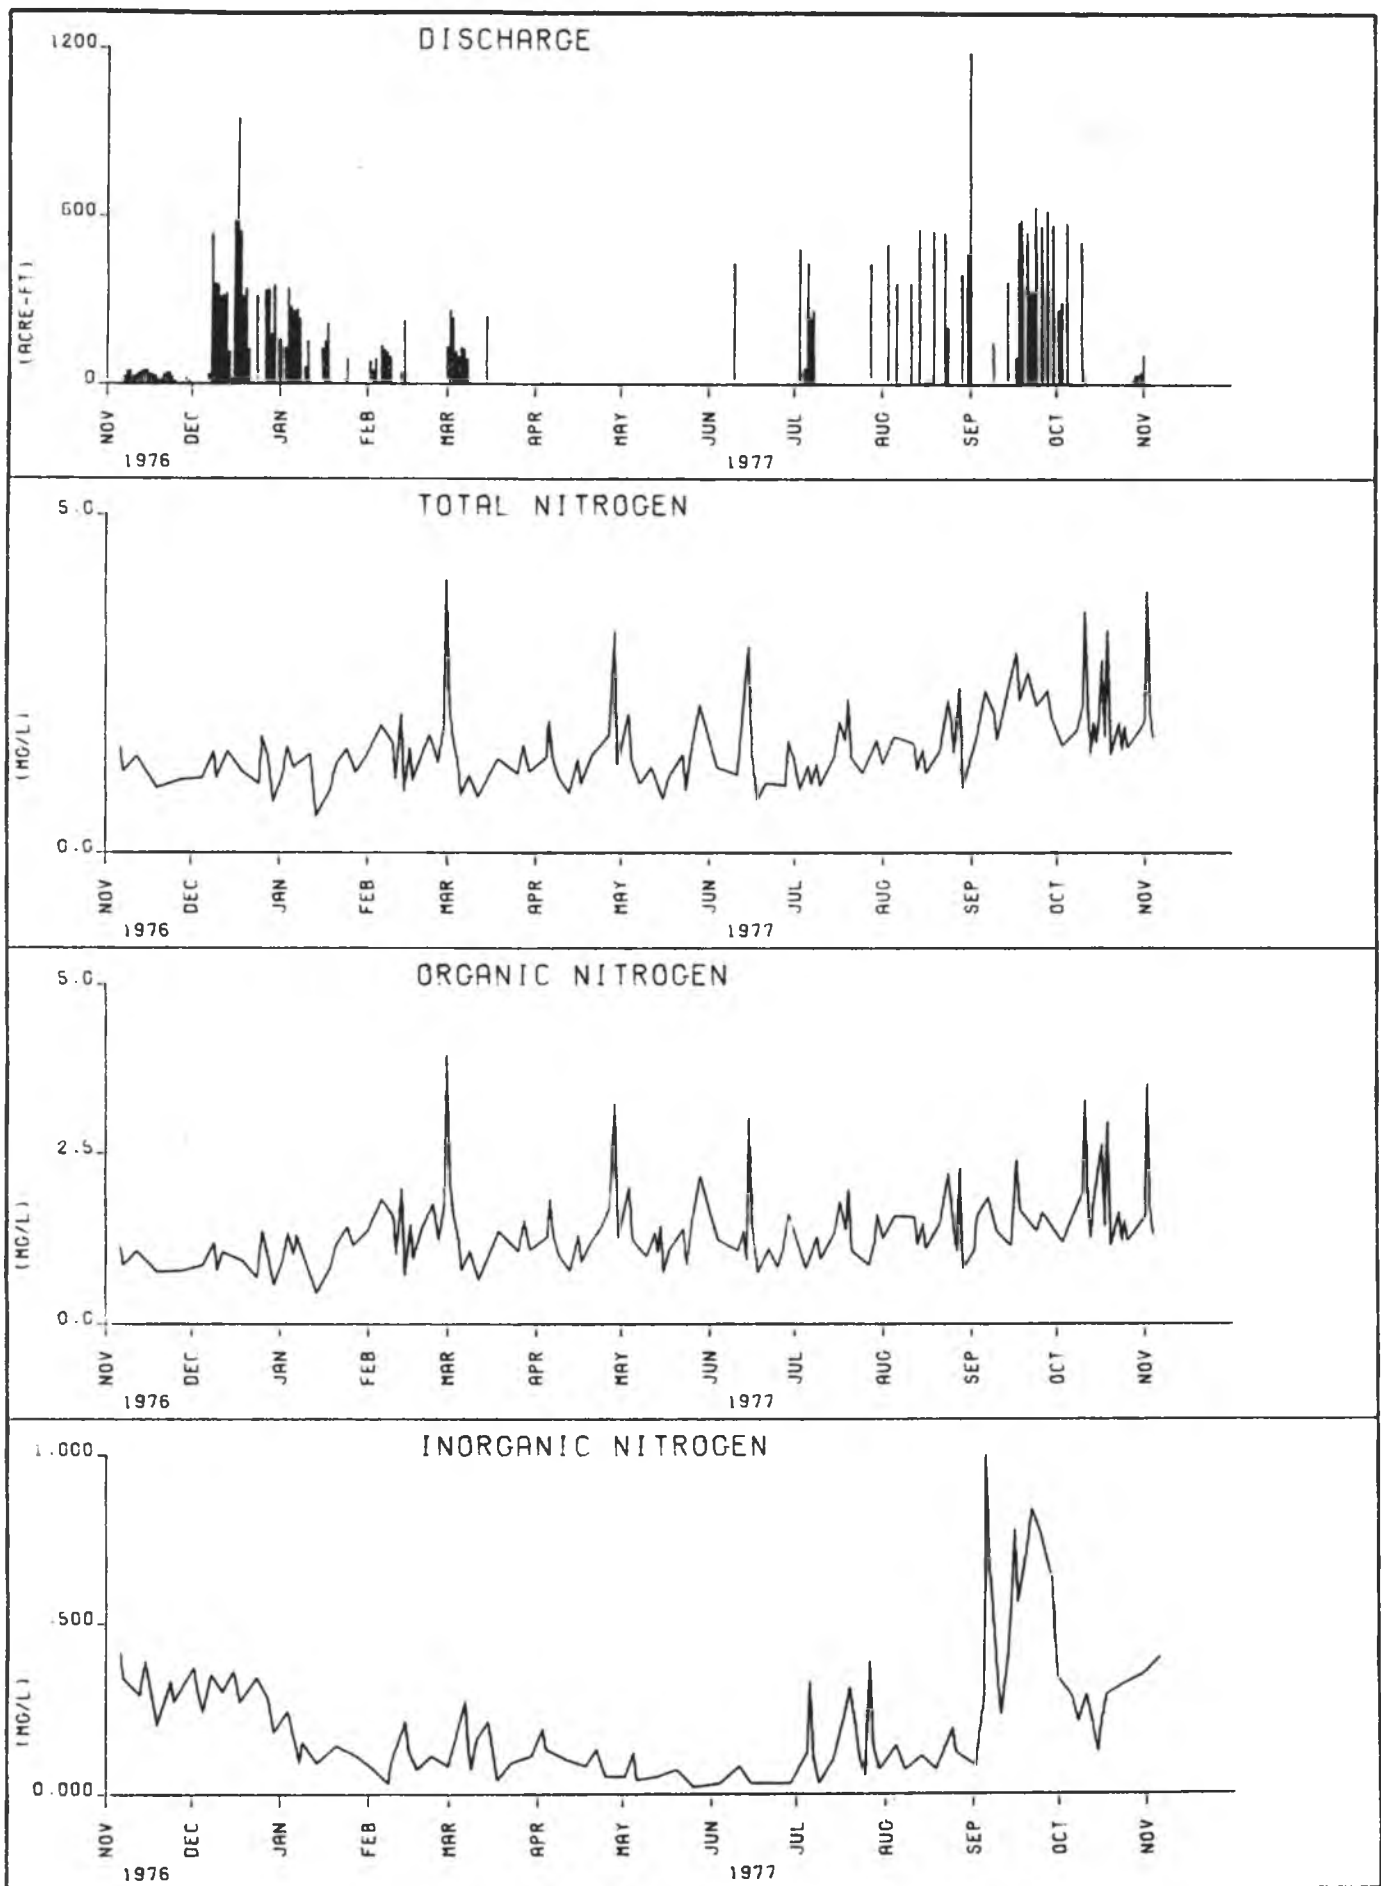 DISCHARGE
1200
600
0
(ACRE-FT)
NOV DEC JAN FEB MAR APR MAY JUN JUL AUG SEP OCT NOV
1976 1977
TOTAL NITROGEN
5.0
0.0
(MG/L)
NOV DEC JAN FEB MAR APR MAY JUN JUL AUG SEP OCT NOV
1976 1977
ORGANIC NITROGEN
5.0
2.5
0.0
(MG/L)
NOV DEC JAN FEB MAR APR MAY JUN JUL AUG SEP OCT NOV
1976 1977
INORGANIC NITROGEN
1.000
.500
0.000
(MG/L)
NOV DEC JAN FEB MAR APR MAY JUN JUL AUG SEP OCT NOV
1976 1977